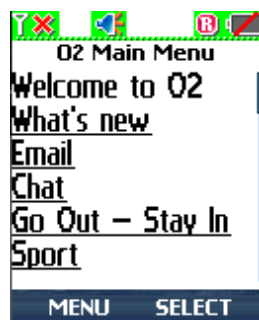 R
O2 Main Menu
Welcome to O2
What's new
Email
Chat
Go Out – Stay In
Sport
MENU SELECT